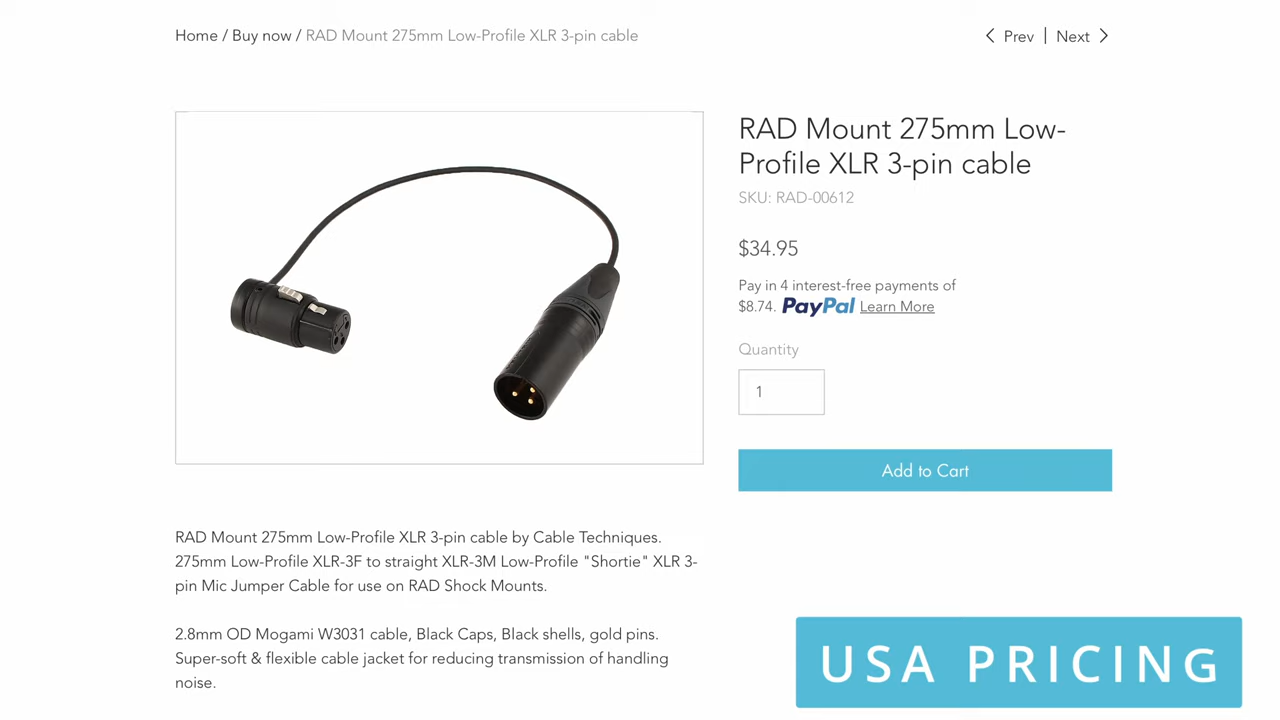 Home / Buy now / RAD Mount 275mm Low-Profile XLR 3-pin cable
Prev | Next
RAD Mount 275mm Low-
Profile XLR 3-pin cable
SKU: RAD-00612
$34.95
Pay in 4 interest-free payments of
$8.74. PayPal Learn More
Quantity
1
Add to Cart
RAD Mount 275mm Low-Profile XLR 3-pin cable by Cable Techniques.
275mm Low-Profile XLR-3F to straight XLR-3M Low-Profile "Shortie" XLR 3-
pin Mic Jumper Cable for use on RAD Shock Mounts.
2.8mm OD Mogami W3031 cable, Black Caps, Black shells, gold pins.
Super-soft & flexible cable jacket for reducing transmission of handling
noise.
USA PRICING